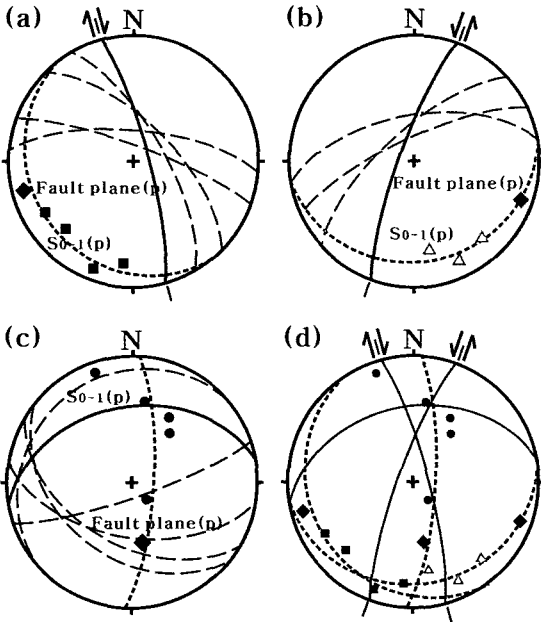 (a)
N
(b)
Fault plane(p)
S0~1(p)
Fault plane(p)
S0~1(p)
(c)
N
(d)
N
S0~1(p)
Fault plane(p)